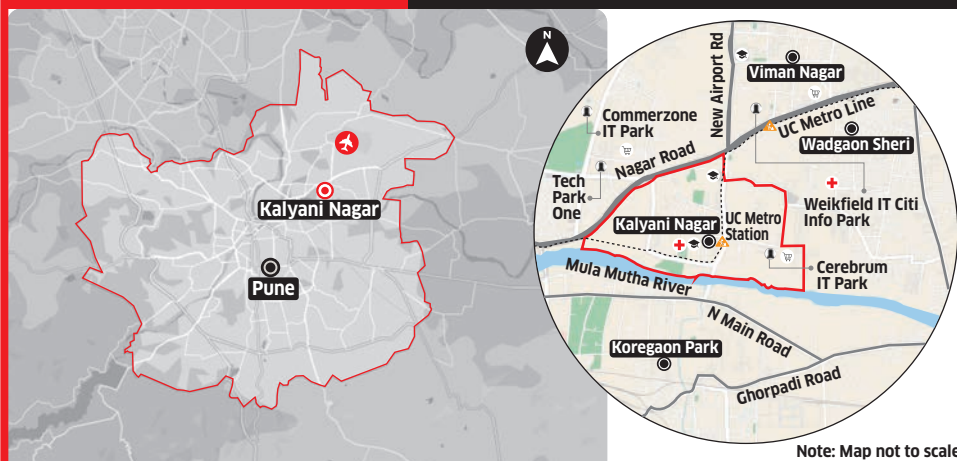 N
Kalyani Nagar
Pune
New Airport Rd
Viman Nagar
UC Metro Line
Commerzone
IT Park
Wadgaon Sheri
Nagar Road
Tech
Park
One
Weikfield IT Citi
Info Park
Kalyani Nagar
UC Metro
Station
Cerebrum
IT Park
Mula Mutha River
N Main Road
Koregaon Park
Ghorpadi Road
Note: Map not to scale